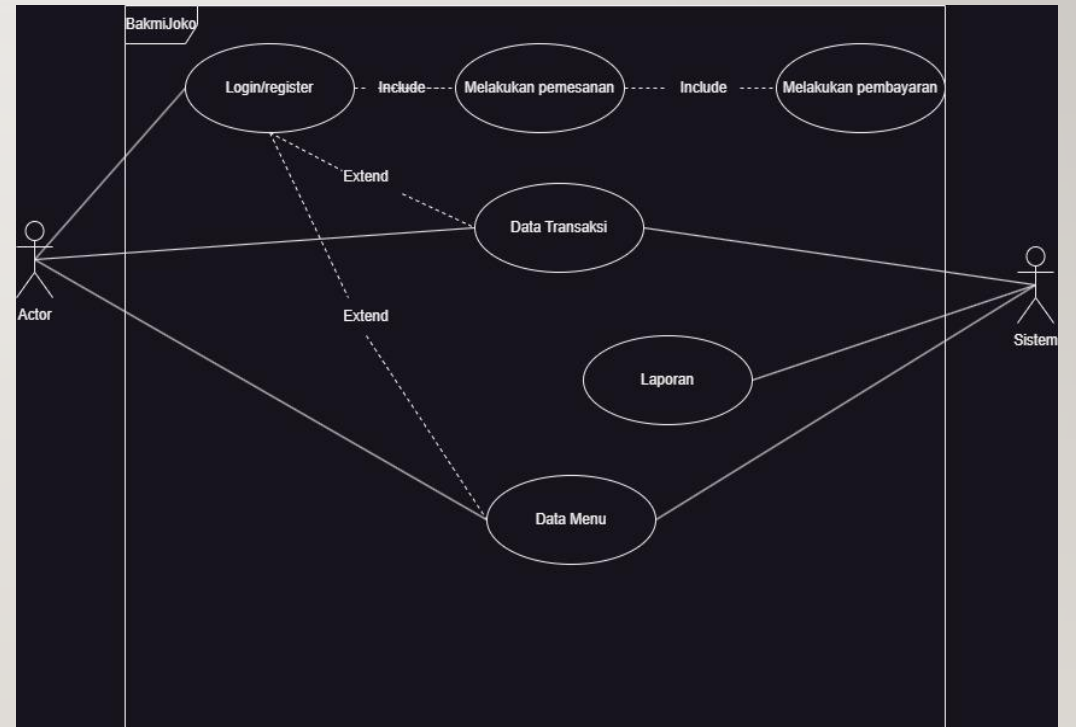 BakmiJoko
Login/register
Include
Melakukan pemesanan
Include
Melakukan pembayaran
Extend
Data Transaksi
Actor
Extend
Sistem
Laporan
Data Menu